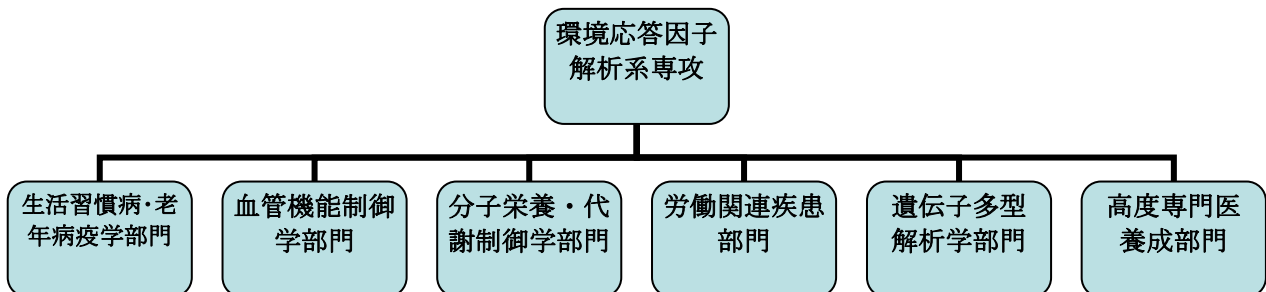 環境応答因子
解析系専攻
生活習慣病・老
年病疫学部門
血管機能制御
学部門
分子栄養・代
謝制御学部門
労働関連疾患
部門
遺伝子多型
解析学部門
高度専門医
養成部門